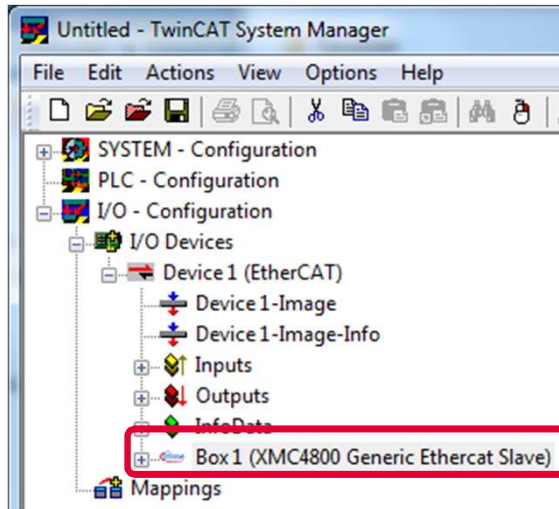 Untitled - TwinCAT System Manager
File Edit Actions View Options Help
SYSTEM - Configuration
PLC - Configuration
I/O - Configuration
I/O Devices
Device 1 (EtherCAT)
Device 1-Image
Device 1-Image-Info
Inputs
Outputs
InfoData
Box 1 (XMC4800 Generic Ethercat Slave)
Mappings